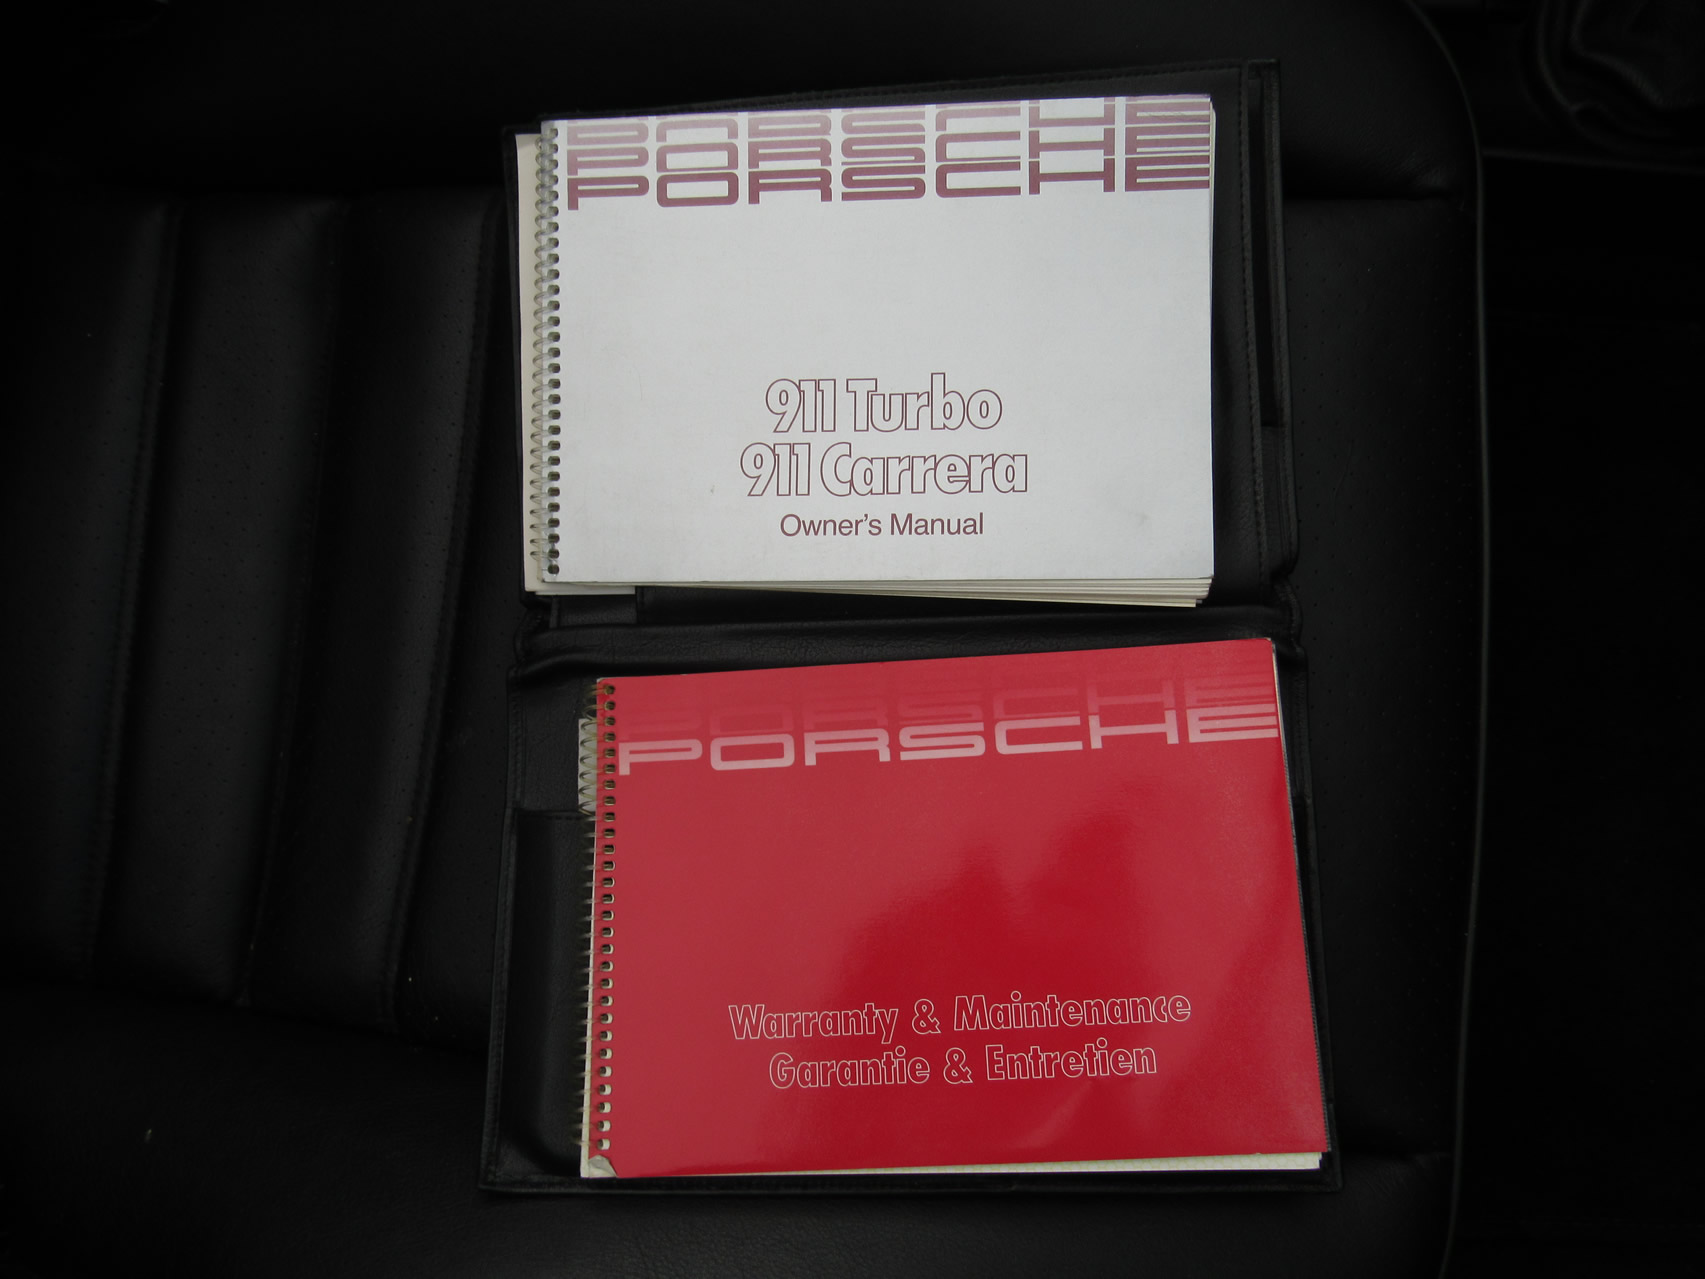 PORSCHE
PORSCHE
PORSCHE
911 Turbo
911 Carrera
Owner's Manual
PORSCHE
PORSCHE
Warranty & Maintenance
Garantie & Entretien